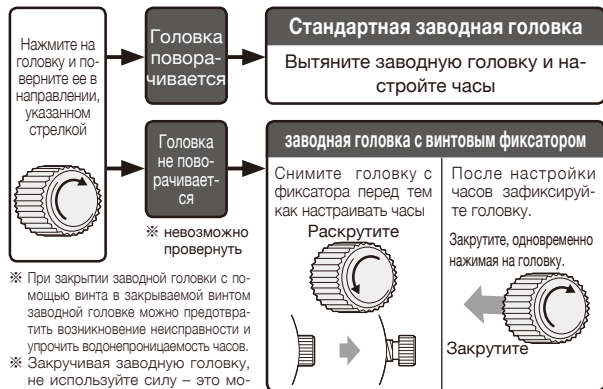 Нажмите на
головку и по-
верните ее в
направлении,
указанном
стрелкой
Головка
повора-
чивается
Стандартная заводная головка
Вытяните заводную головку и на-
стройте часы
Головка
не пово-
рачивает-
ся
※ невозможно
провернуть
заводная головка с винтовым фиксатором
Снимите головку с
фиксатора перед тем
как настраивать часы
Раскрутите
После настройки
часов зафиксируй-
те головку.
Закрутите, одновременно
нажимая на головку.
Закрутите
※ При закрытии заводной головки с по-
мощью винта в закрываемой винтом
заводной головке можно предотвра-
тить возникновение неисправности и
упрочить водонепроницаемость часов.
※ Закручивая заводную головку,
не используйте силу – это мо-